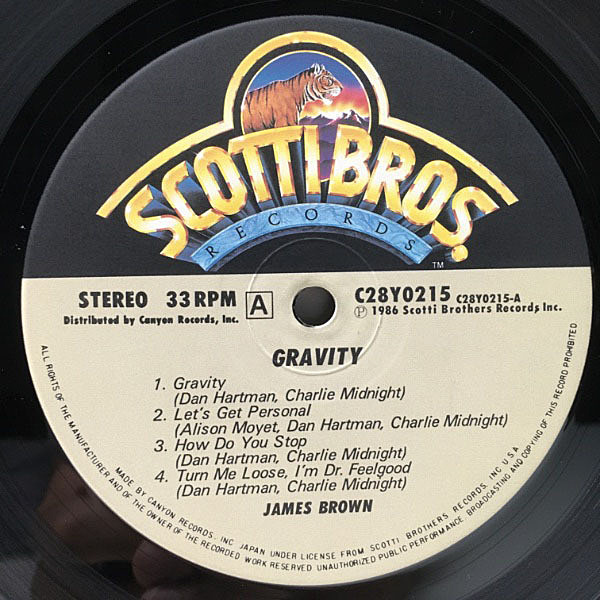 SCOTTI BROS.
RECORDS
TM
STEREO 33 RPM A C28Y0215 C28Y0215-A
Distributed by Canyon Records, Inc. Ⓟ 1986 Scotti Brothers Records, Inc.
GRAVITY
1. Gravity
(Dan Hartman, Charlie Midnight)
2. Let's Get Personal
(Alison Moyet, Dan Hartman, Charlie Midnight)
3. How Do You Stop
(Dan Hartman, Charlie Midnight)
4. Turn Me Loose, I'm Dr. Feelgood
(Dan Hartman, Charlie Midnight)
JAMES BROWN
MADE BY CANYON RECORDS, INC JAPAN UNDER LICENSE FROM SCOTTI BROTHERS RECORDS, INC U.S.A.
ALL RIGHTS OF THE MANUFACTURER AND OF THE OWNER OF THE RECORDED WORK RESERVED UNAUTHORIZED PUBLIC PERFORMANCE, BROADCASTING AND COPYING OF THIS RECORD PROHIBITED